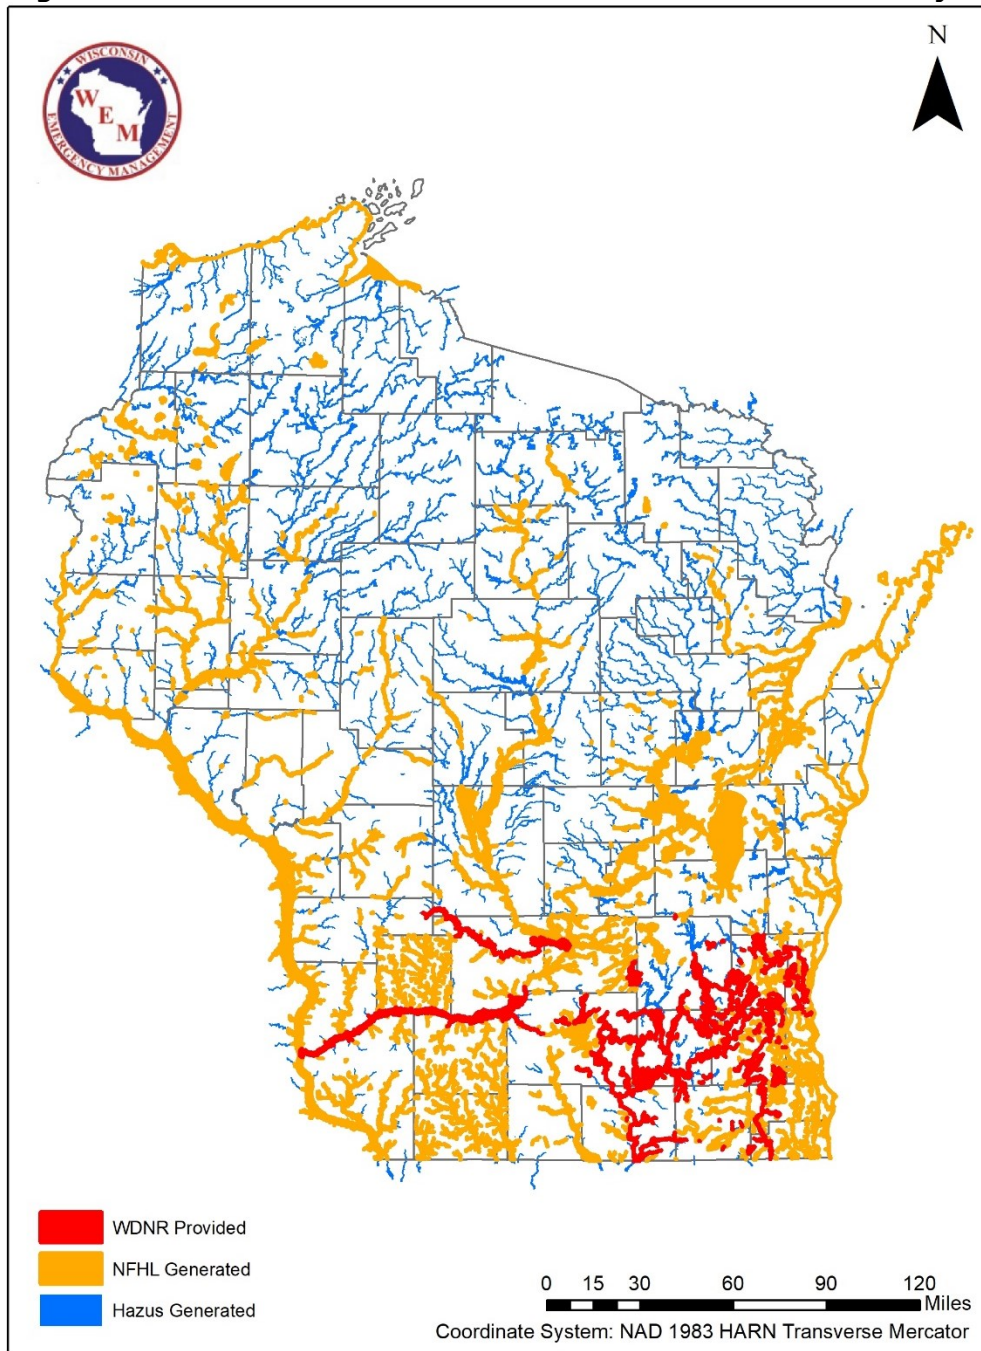 N
WISCONSIN
W
E
M
EMERGENCY MANAGEMENT
WDNR Provided
NFHL Generated
Hazus Generated
0 15 30 60 90 120
Miles
Coordinate System: NAD 1983 HARN Transverse Mercator